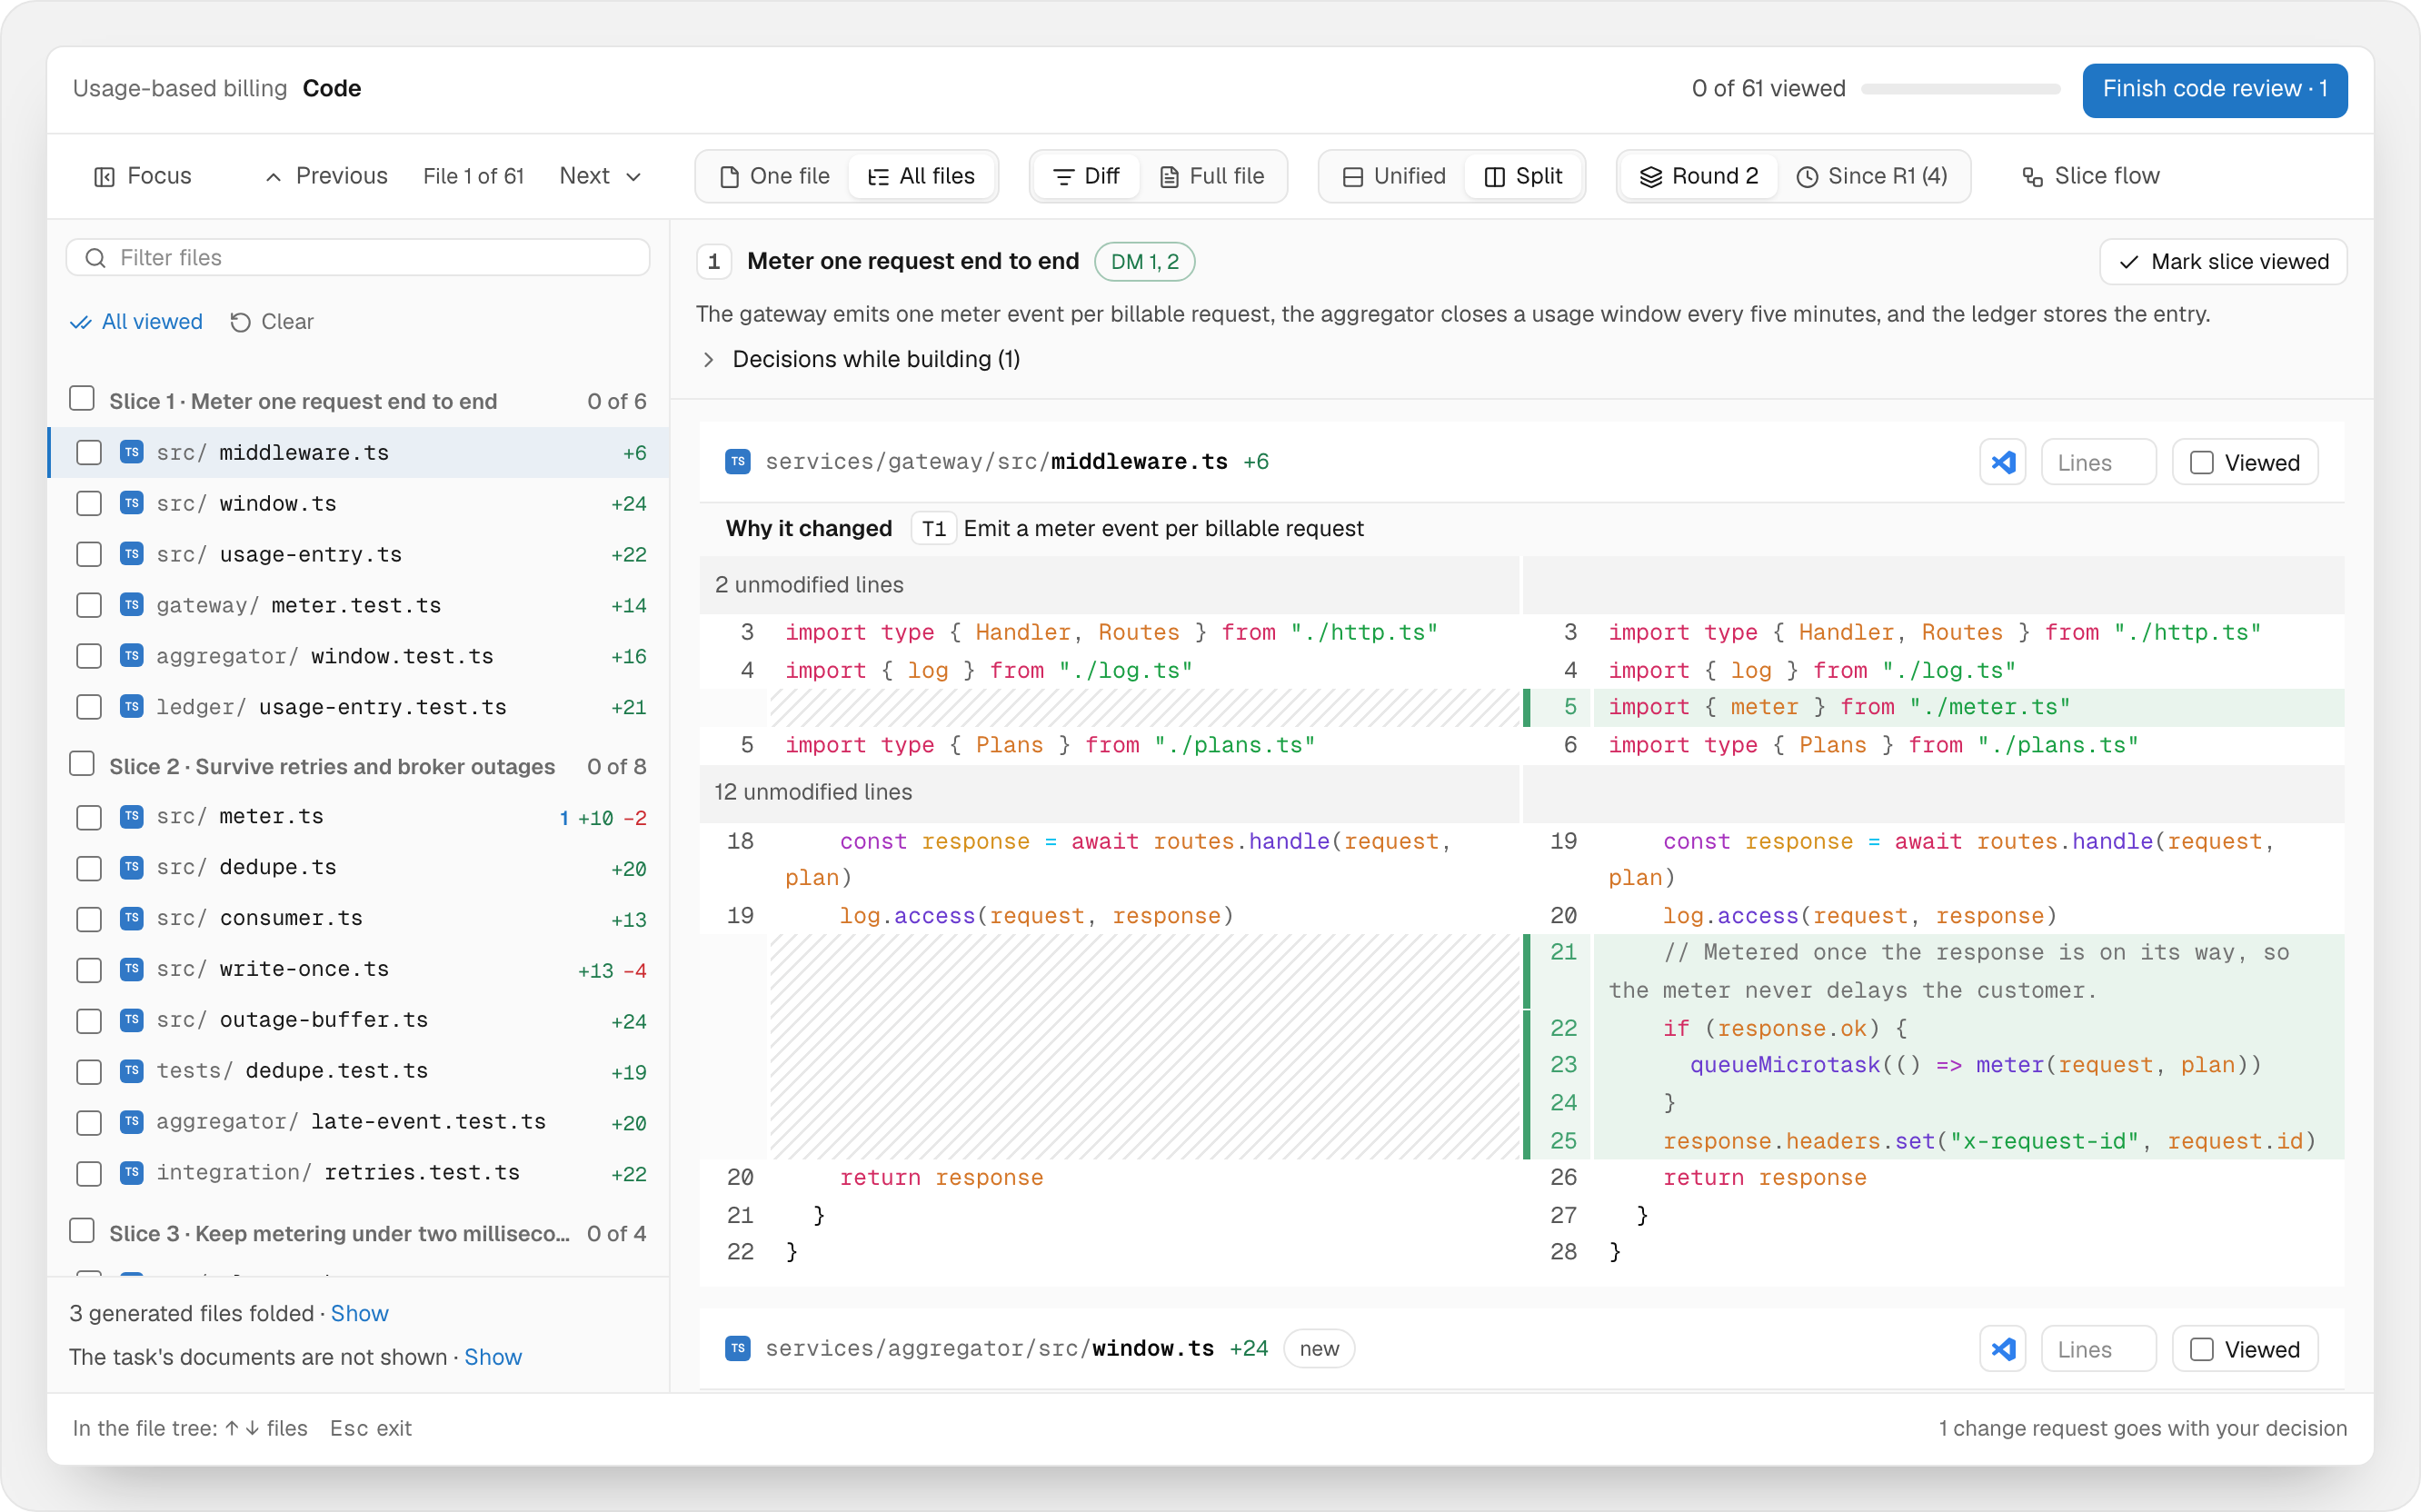 Usage-based billing Code
0 of 61 viewed
Finish code review · 1
Focus
Previous
File 1 of 61
Next
One file
All files
Diff
Full file
Unified
Split
Round 2
Since R1 (4)
Slice flow
Filter files
All viewed
Clear
Slice 1 · Meter one request end to end 0 of 6
TS src/ middleware.ts +6
TS src/ window.ts +24
TS src/ usage-entry.ts +22
TS gateway/ meter.test.ts +14
TS aggregator/ window.test.ts +16
TS ledger/ usage-entry.test.ts +21
Slice 2 · Survive retries and broker outages 0 of 8
TS src/ meter.ts 1 +10 −2
TS src/ dedupe.ts +20
TS src/ consumer.ts +13
TS src/ write-once.ts +13 −4
TS src/ outage-buffer.ts +24
TS tests/ dedupe.test.ts +19
TS aggregator/ late-event.test.ts +20
TS integration/ retries.test.ts +22
Slice 3 · Keep metering under two milliseco... 0 of 4
3 generated files folded · Show
The task's documents are not shown · Show
1 Meter one request end to end DM 1, 2
Mark slice viewed
The gateway emits one meter event per billable request, the aggregator closes a usage window every five minutes, and the ledger stores the entry.
Decisions while building (1)
TS services/gateway/src/middleware.ts +6
Lines
Viewed
Why it changed T1 Emit a meter event per billable request
2 unmodified lines
3 import type { Handler, Routes } from "./http.ts"
4 import { log } from "./log.ts"
5 import type { Plans } from "./plans.ts"
12 unmodified lines
18 const response = await routes.handle(request,
plan)
19 log.access(request, response)
20 return response
21 }
22 }
3 import type { Handler, Routes } from "./http.ts"
4 import { log } from "./log.ts"
5 import { meter } from "./meter.ts"
6 import type { Plans } from "./plans.ts"
19 const response = await routes.handle(request,
plan)
20 log.access(request, response)
21 // Metered once the response is on its way, so
the meter never delays the customer.
22 if (response.ok) {
23 queueMicrotask(() => meter(request, plan))
24 }
25 response.headers.set("x-request-id", request.id)
26 return response
27 }
28 }
TS services/aggregator/src/window.ts +24 new
Lines
Viewed
In the file tree: ↑ ↓ files Esc exit
1 change request goes with your decision